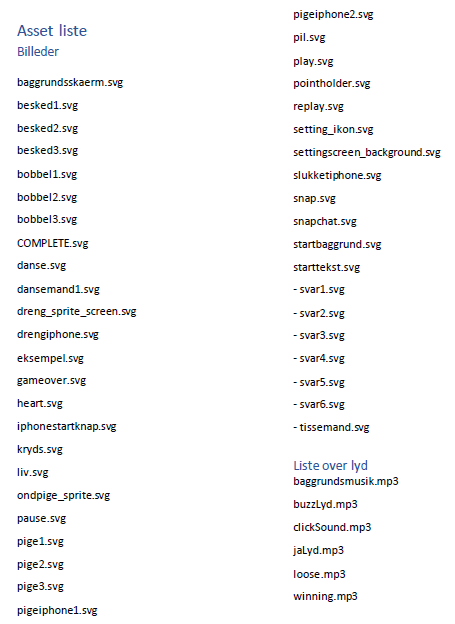 Asset liste
Billeder
baggrundsskaerm.svg
besked1.svg
besked2.svg
besked3.svg
bobbel1.svg
bobbel2.svg
bobbel3.svg
COMPLETE.svg
danse.svg
dansemand1.svg
dreng_sprite_screen.svg
drengiphone.svg
eksempel.svg
gameover.svg
heart.svg
iphonestartknap.svg
kryds.svg
liv.svg
ondpige_sprite.svg
pause.svg
pige1.svg
pige2.svg
pige3.svg
pigeiphone1.svg
pigeiphone2.svg
pil.svg
play.svg
pointholder.svg
replay.svg
setting_ikon.svg
settingscreen_background.svg
slukketiphone.svg
snap.svg
snapchat.svg
startbaggrund.svg
starttekst.svg
- svar1.svg
- svar2.svg
- svar3.svg
- svar4.svg
- svar5.svg
- svar6.svg
- tissemand.svg
Liste over lyd
baggrundsmusik.mp3
buzzLyd.mp3
clickSound.mp3
jaLyd.mp3
loose.mp3
winning.mp3